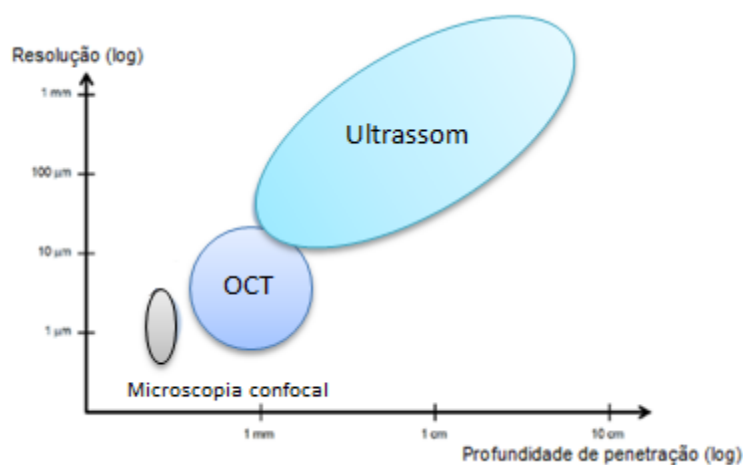 Resolução (log)
1 mm
Ultrassom
100 µm
10 µm
OCT
1 µm
Microscopia confocal
1 mm
1 cm
10 cm
Profundidade de penetração (log)